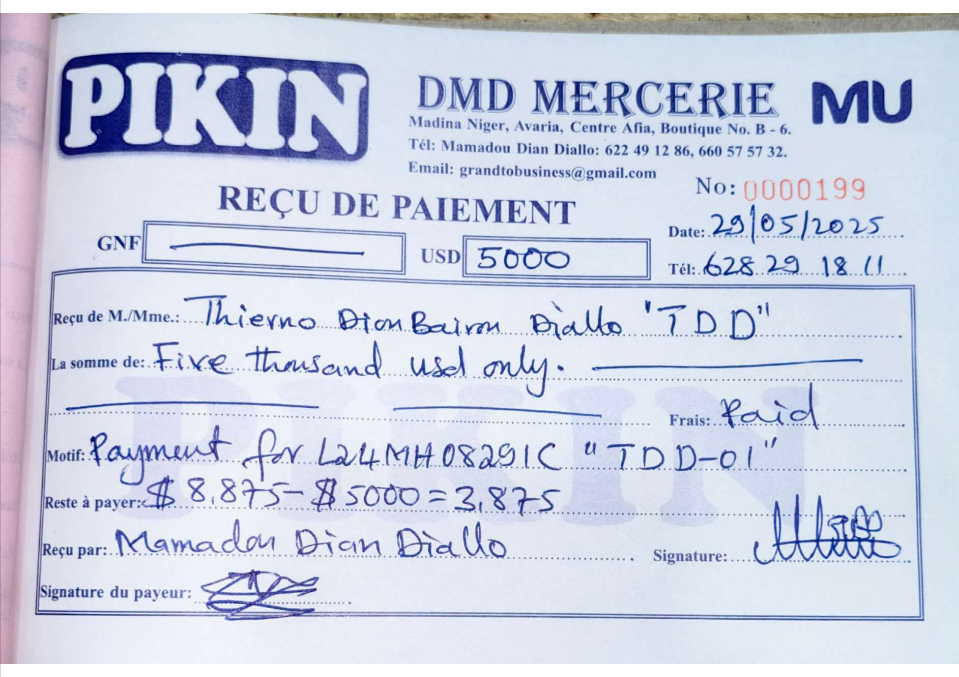 PIKIN
DMD MERCERIE MU
Madina Niger, Avaria, Centre Afia, Boutique No. B - 6.
Tél: Mamadou Dian Diallo: 622 49 12 86, 660 57 57 32.
Email: grandtobusiness@gmail.com
No: 0000199
REÇU DE PAIEMENT
Date: 29/05/2025
GNF USD 5000
Tél: 628 29 18 11
Reçu de M./Mme.: Thierno Dian Bairon Diallo "TDD"
La somme de: Five thousand usd only.
Frais: Paid
Motif: Payment for L24MH08291C "TDD-01"
Reste à payer: $ 8,875 - $ 5000 = 3,875
Reçu par: Mamadou Dian Diallo Signature:
Signature du payeur:
PIKIN